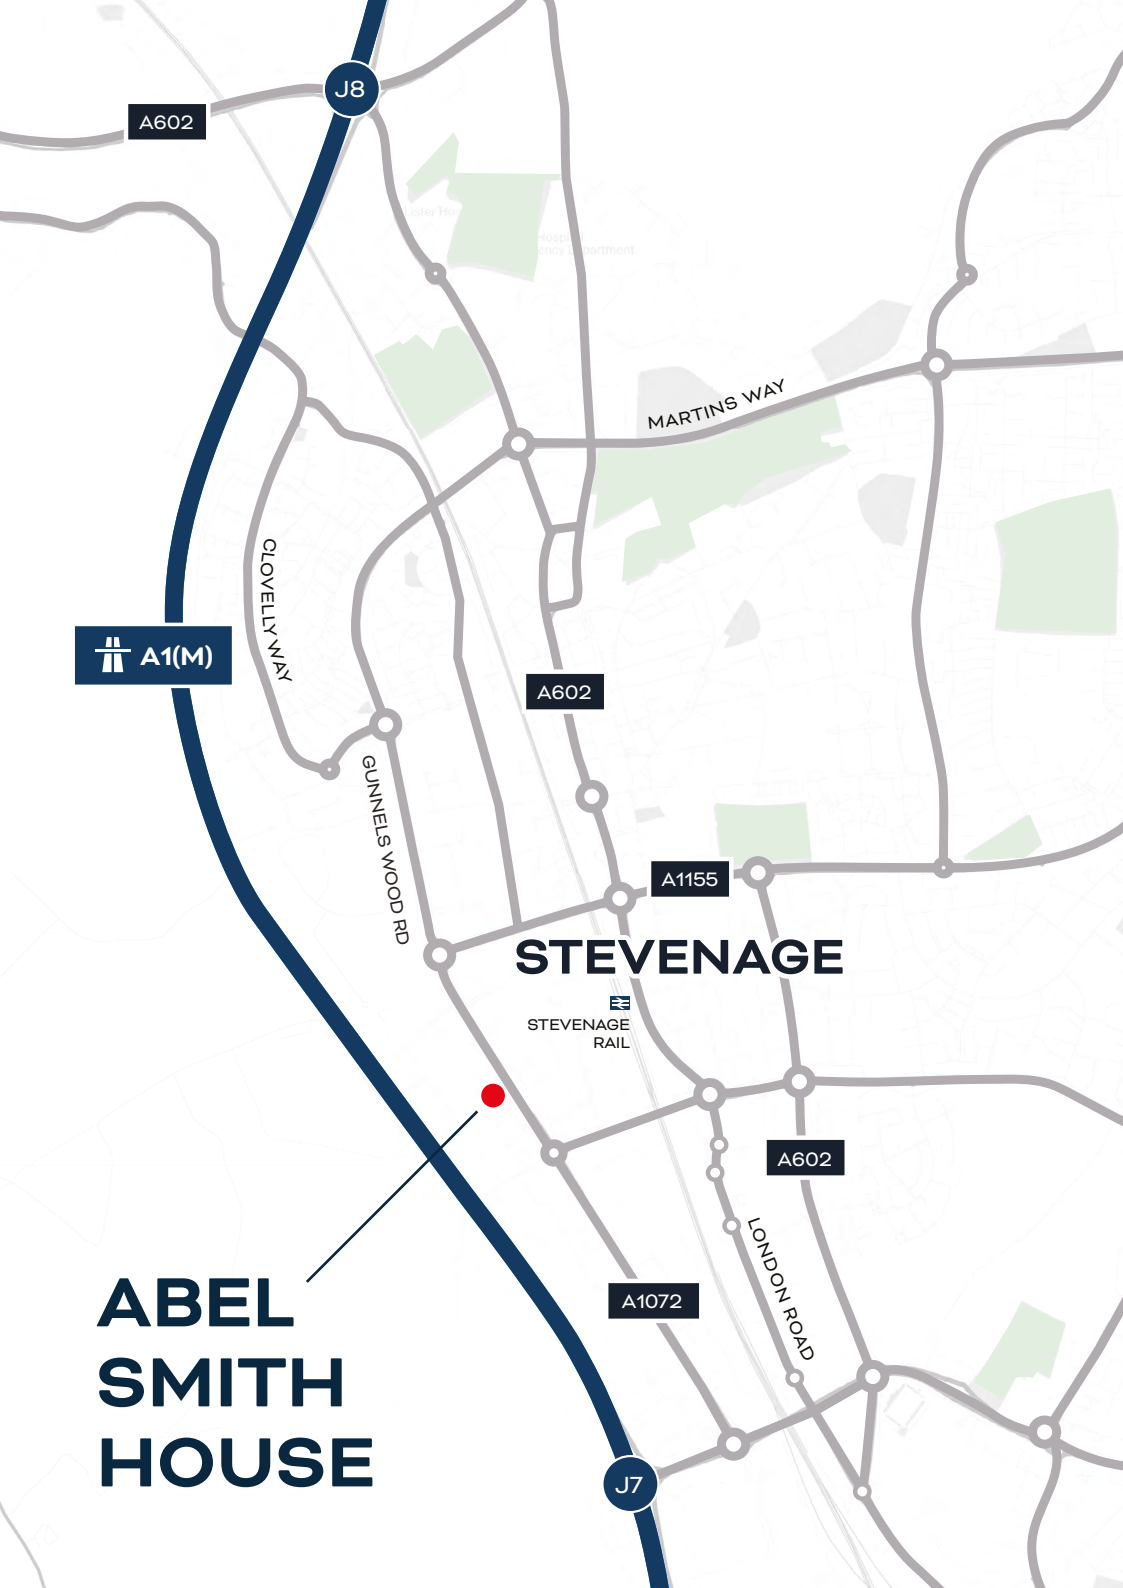 J8
A602
MARTINS WAY
CLOVELLY WAY
A1(M)
A602
GUNNELS WOOD RD
A1155
STEVENAGE
STEVENAGE
RAIL
A602
LONDON ROAD
A1072
ABEL
SMITH
HOUSE
J7